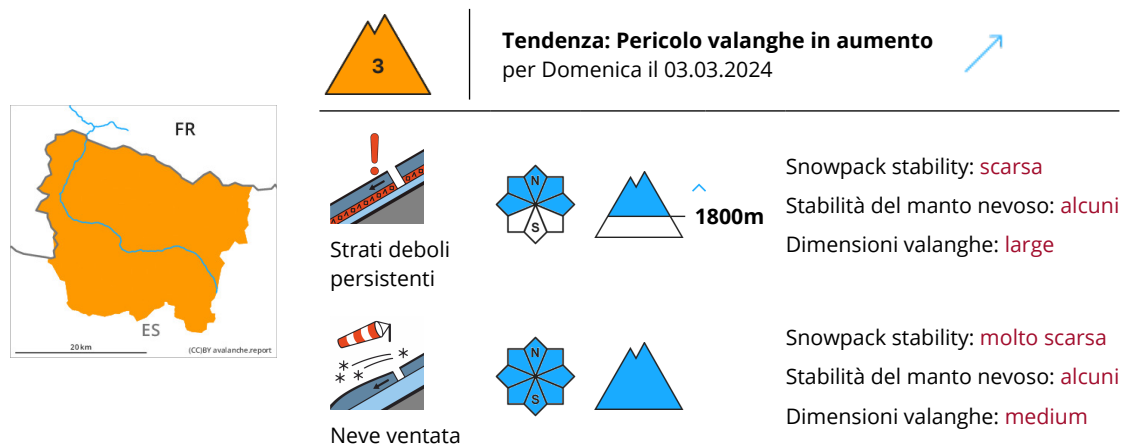 3
Tendenza: Pericolo valanghe in aumento
per Domenica il 03.03.2024
FR
ES
20 km
(CC)BY avalanche.report
N
S
1800m
Strati deboli
persistenti
Snowpack stability: scarsa
Stabilità del manto nevoso: alcuni
Dimensioni valanghe: large
N
S
Neve ventata
Snowpack stability: molto scarsa
Stabilità del manto nevoso: alcuni
Dimensioni valanghe: medium